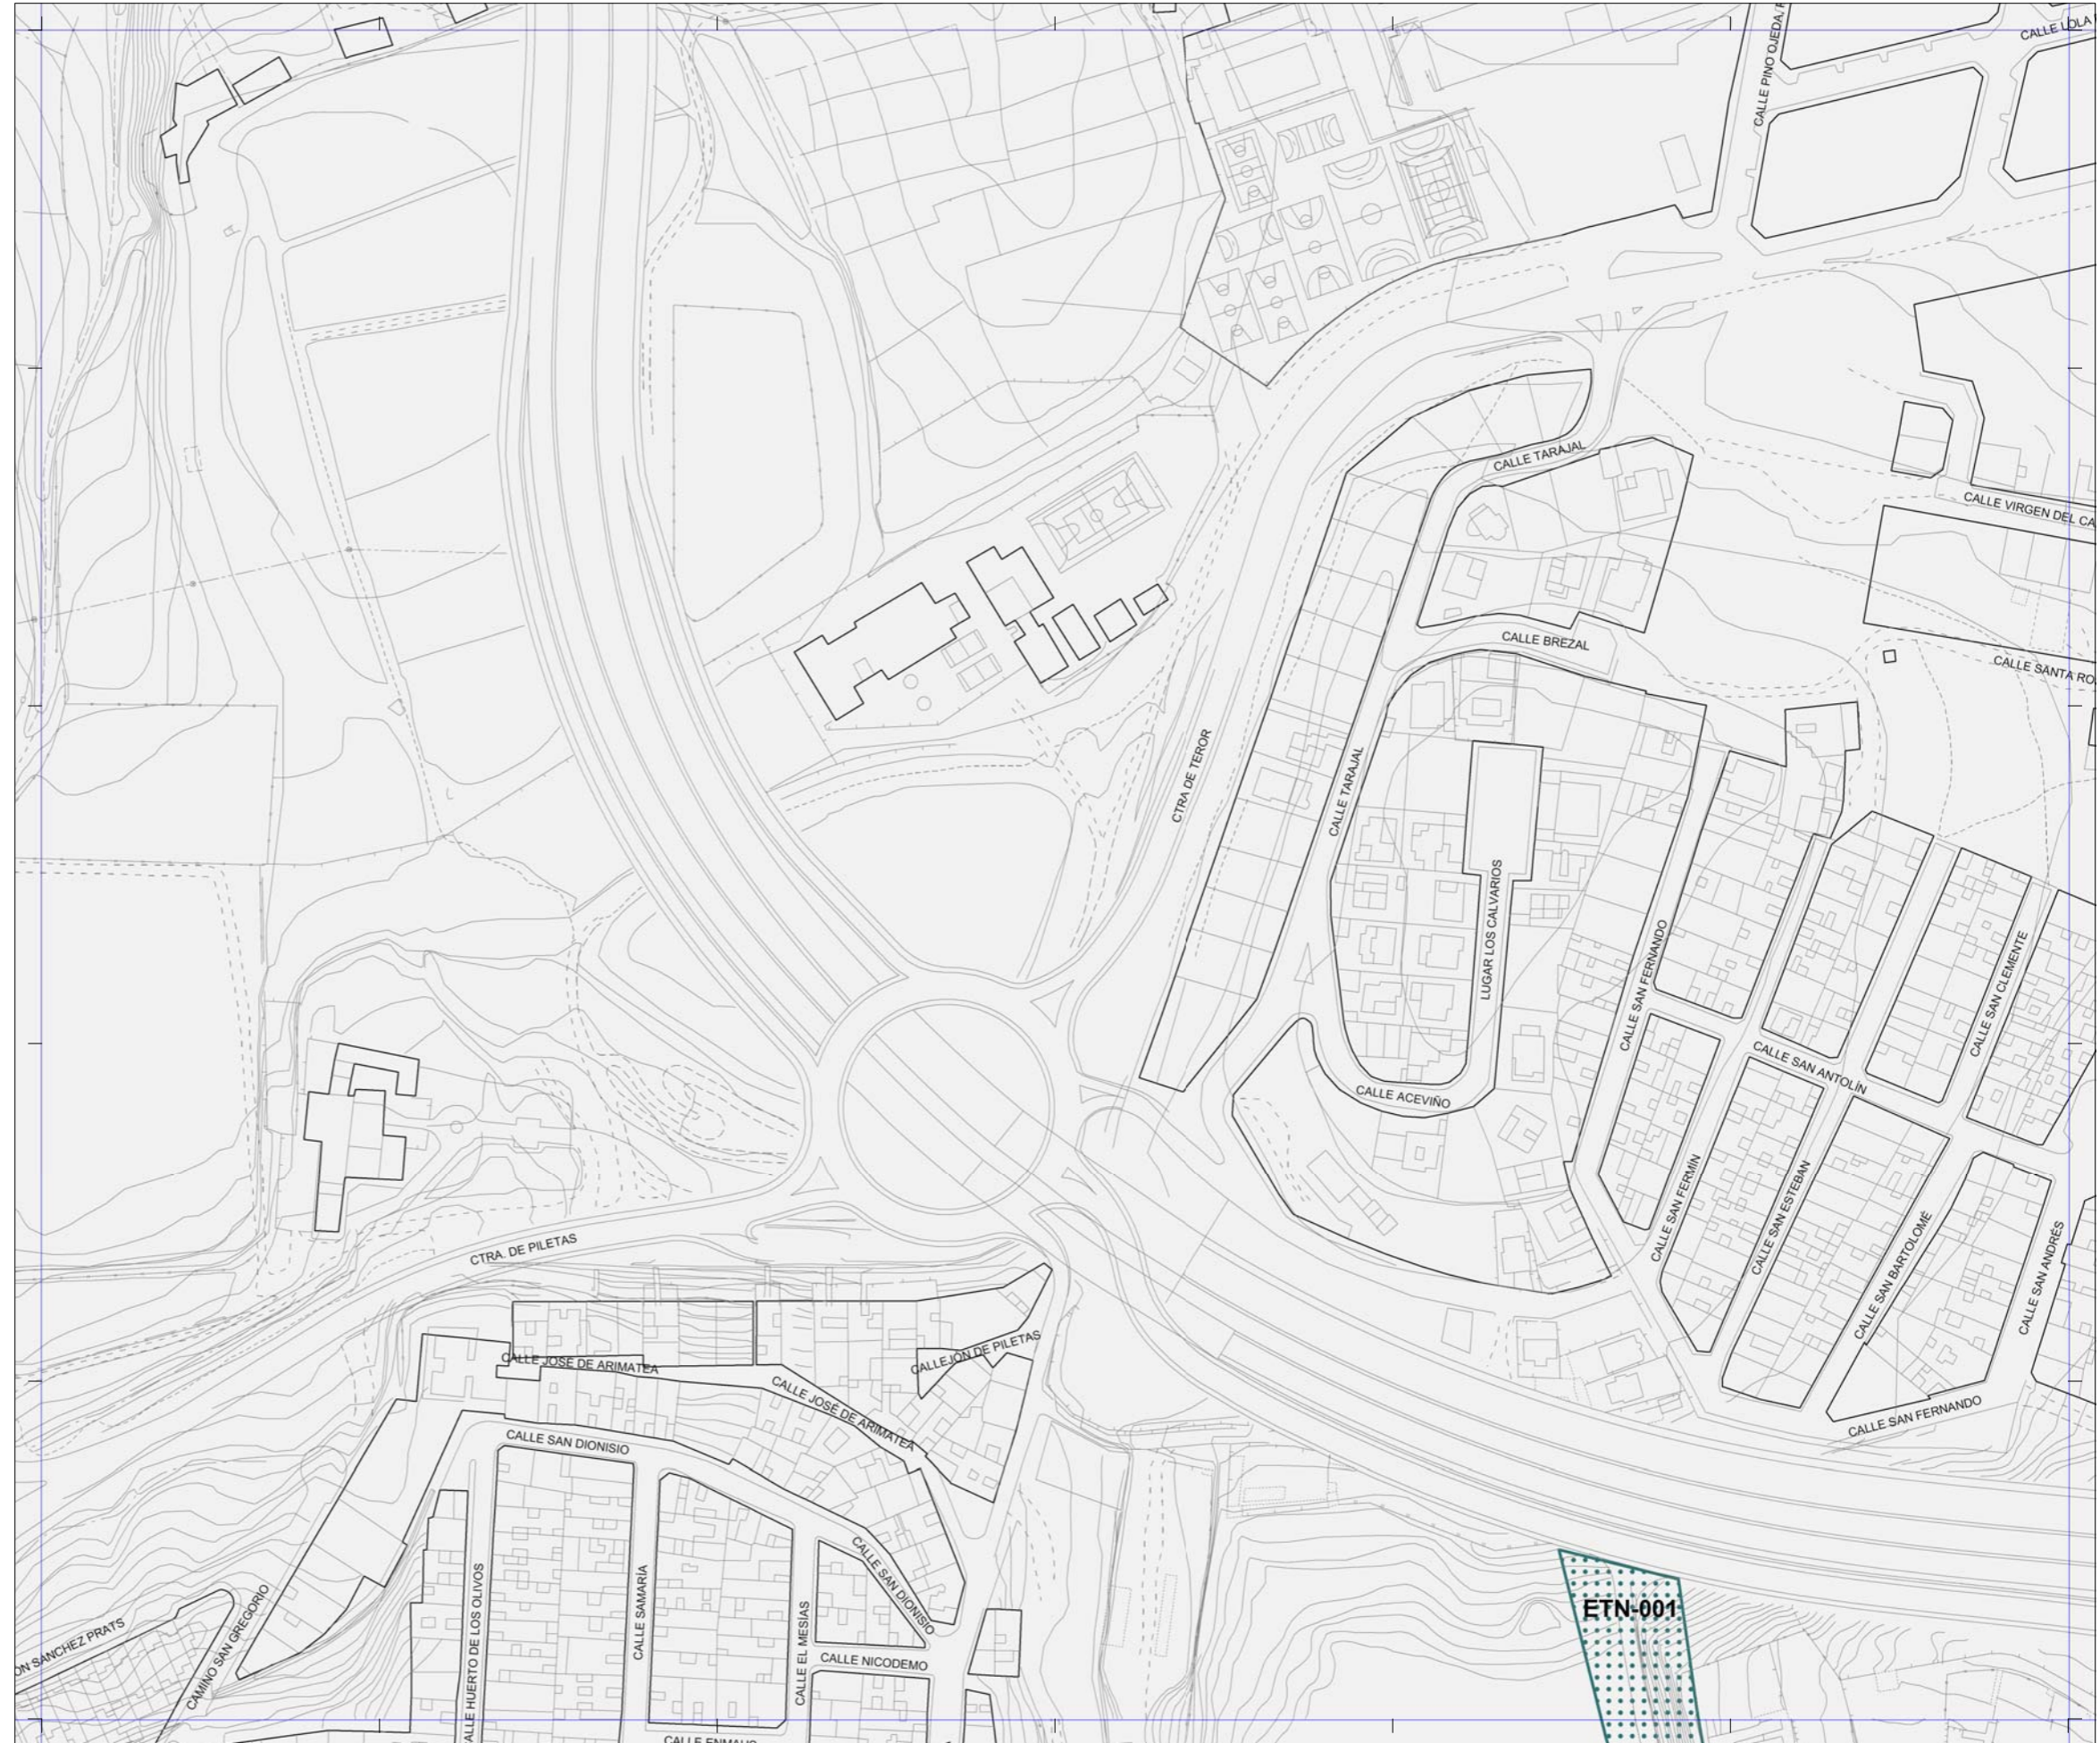 CALLE LOLA
CALLE PINO OJEDA,
CALLE TARAJAL
CALLE VIRGEN DEL CA
CALLE BREZAL
CALLE SANTA RO
CTRA DE TEROR
CALLE TARAJAL
LUGAR LOS CALVARIOS
CALLE SAN FERNANDO
CALLE SAN CLEMENTE
CALLE SAN ANTOLÍN
CALLE ACEVIÑO
CALLE SAN FERMÍN
CALLE SAN ESTEBAN
CALLE SAN BARTOLOMÉ
CALLE SAN ANDRÉS
CTRA. DE PILETAS
CALLEJÓN DE PILETAS
CALLE JOSÉ DE ARIMATEA
CALLE JOSÉ DE ARIMATEA
CALLE SAN FERNANDO
CALLE SAN DIONISIO
CALLE SAN DIONISIO
ETN-001
ON SANCHEZ PRATS
CAMINO SAN GREGORIO
ALLE HUERTO DE LOS OLIVOS
CALLE SAMARÍA
CALLE EL MESÍAS
CALLE NICODEMO
CALLE ENMAUS